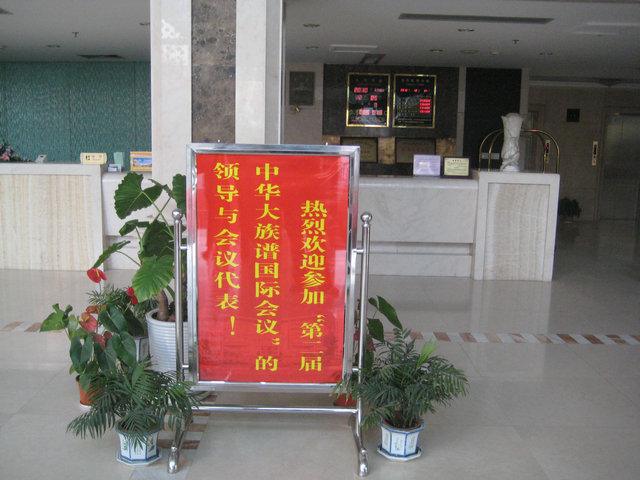 热烈欢迎参加“第二届
中华大族谱国际会议”的
领导与会议代表！